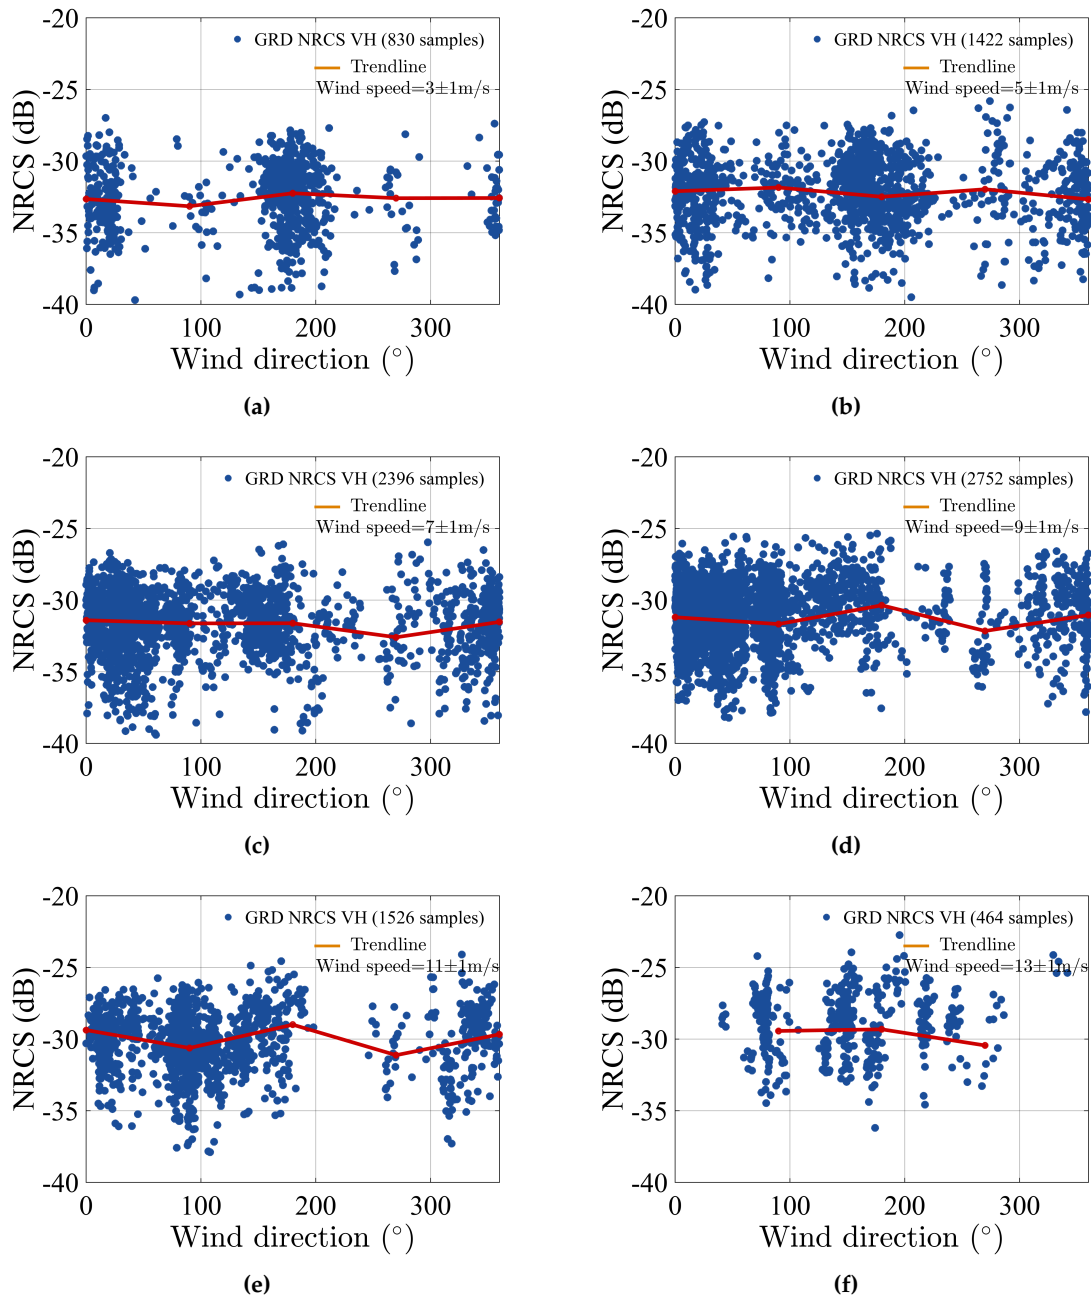 -20
-25
-30
-35
-40
NRCS (dB)
GRD NRCS VH (830 samples)
Trendline
Wind speed=3±1m/s
0 100 200 300
Wind direction (°)
(a)
-20
-25
-30
-35
-40
NRCS (dB)
GRD NRCS VH (1422 samples)
Trendline
Wind speed=5±1m/s
0 100 200 300
Wind direction (°)
(b)
-20
-25
-30
-35
-40
NRCS (dB)
GRD NRCS VH (2396 samples)
Trendline
Wind speed=7±1m/s
0 100 200 300
Wind direction (°)
(c)
-20
-25
-30
-35
-40
NRCS (dB)
GRD NRCS VH (2752 samples)
Trendline
Wind speed=9±1m/s
0 100 200 300
Wind direction (°)
(d)
-20
-25
-30
-35
-40
NRCS (dB)
GRD NRCS VH (1526 samples)
Trendline
Wind speed=11±1m/s
0 100 200 300
Wind direction (°)
(e)
-20
-25
-30
-35
-40
NRCS (dB)
GRD NRCS VH (464 samples)
Trendline
Wind speed=13±1m/s
0 100 200 300
Wind direction (°)
(f)